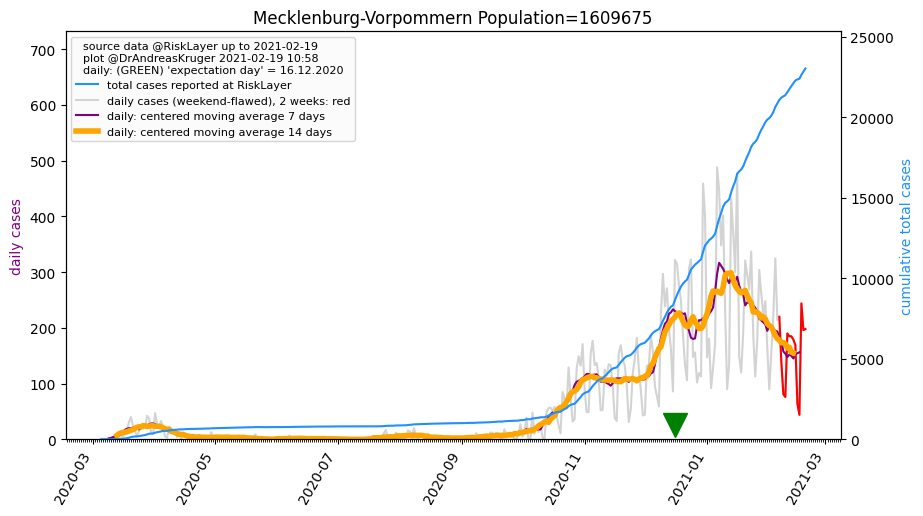 Mecklenburg-Vorpommern Population=1609675
source data @RiskLayer up to 2021-02-19
plot @DrAndreasKruger 2021-02-19 10:58
daily: (GREEN) 'expectation day' = 16.12.2020
total cases reported at RiskLayer
daily cases (weekend-flawed), 2 weeks: red
daily: centered moving average 7 days
daily: centered moving average 14 days
daily cases
700
600
500
400
300
200
100
0
cumulative total cases
25000
20000
15000
10000
5000
0
2020-03
2020-05
2020-07
2020-09
2020-11
2021-01
2021-03